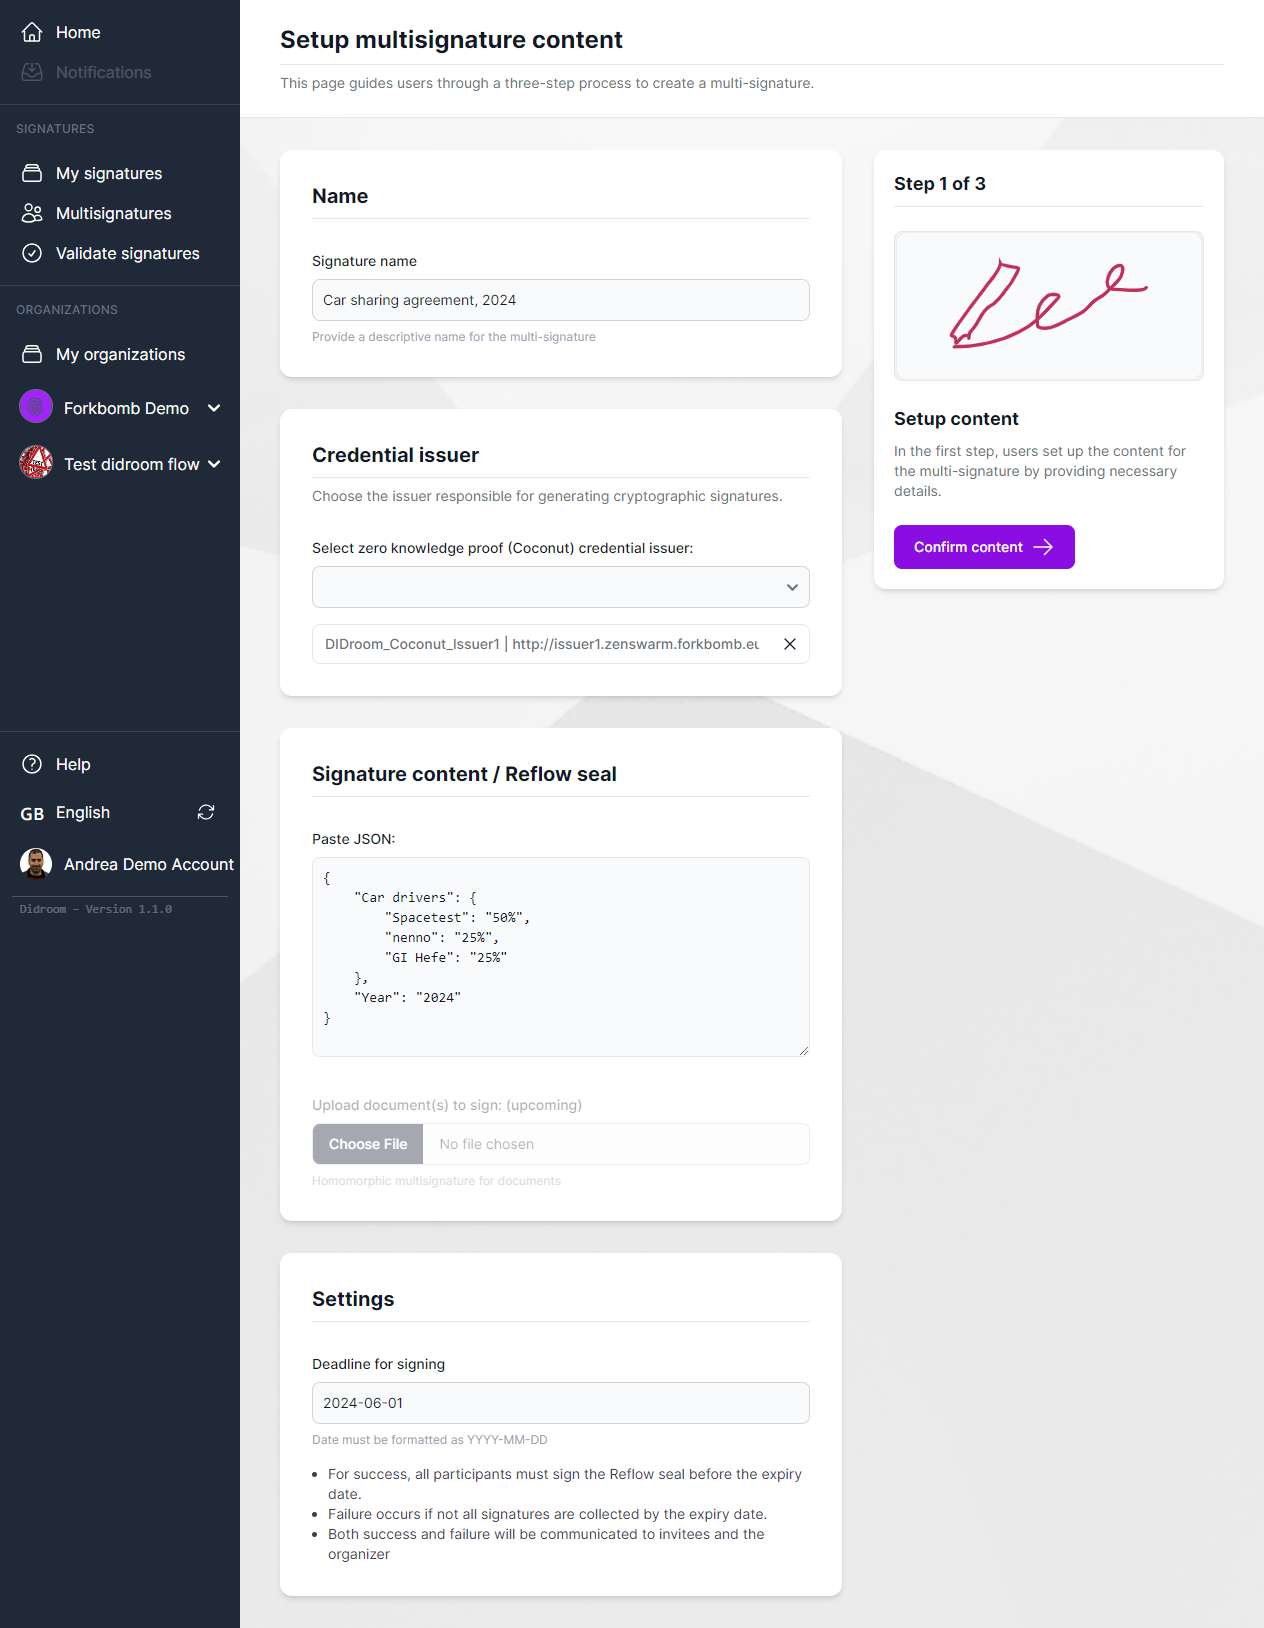 Home
Notifications
SIGNATURES
My signatures
Multisignatures
Validate signatures
ORGANIZATIONS
My organizations
Forkbomb Demo
Test didroom flow
Help
GB English
Andrea Demo Account
Didroom - Version 1.1.0
Setup multisignature content
This page guides users through a three-step process to create a multi-signature.
Name
Signature name
Car sharing agreement, 2024
Provide a descriptive name for the multi-signature
Credential issuer
Choose the issuer responsible for generating cryptographic signatures.
Select zero knowledge proof (Coconut) credential issuer:
DIDroom_Coconut_Issuer1 | http://issuer1.zenswarm.forkbomb.eu
Signature content / Reflow seal
Paste JSON:
{
    "Car drivers": {
        "Spacetest": "50%",
        "nenno": "25%",
        "GI Hefe": "25%"
    },
    "Year": "2024"
}
Upload document(s) to sign: (upcoming)
Choose File No file chosen
Homomorphic multisignature for documents
Settings
Deadline for signing
2024-06-01
Date must be formatted as YYYY-MM-DD
• For success, all participants must sign the Reflow seal before the expiry
date.
• Failure occurs if not all signatures are collected by the expiry date.
• Both success and failure will be communicated to invitees and the
organizer
Step 1 of 3
Setup content
In the first step, users set up the content for
the multi-signature by providing necessary
details.
Confirm content